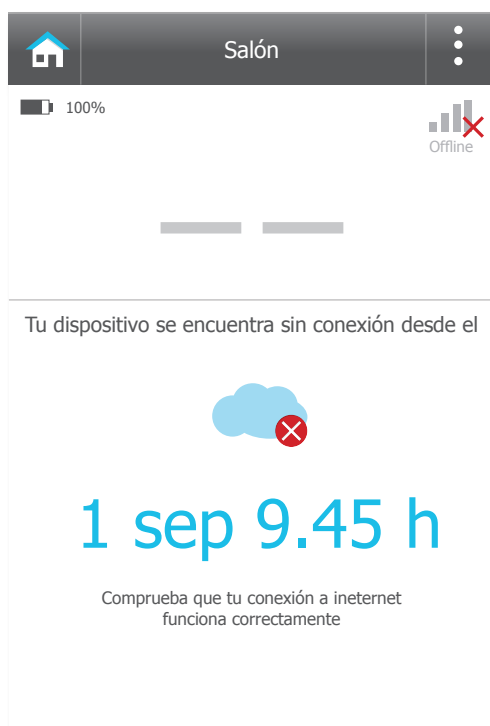 Salón
100%
Offline
Tu dispositivo se encuentra sin conexión desde el
1 sep 9.45 h
Comprueba que tu conexión a ineternet
funciona correctamente